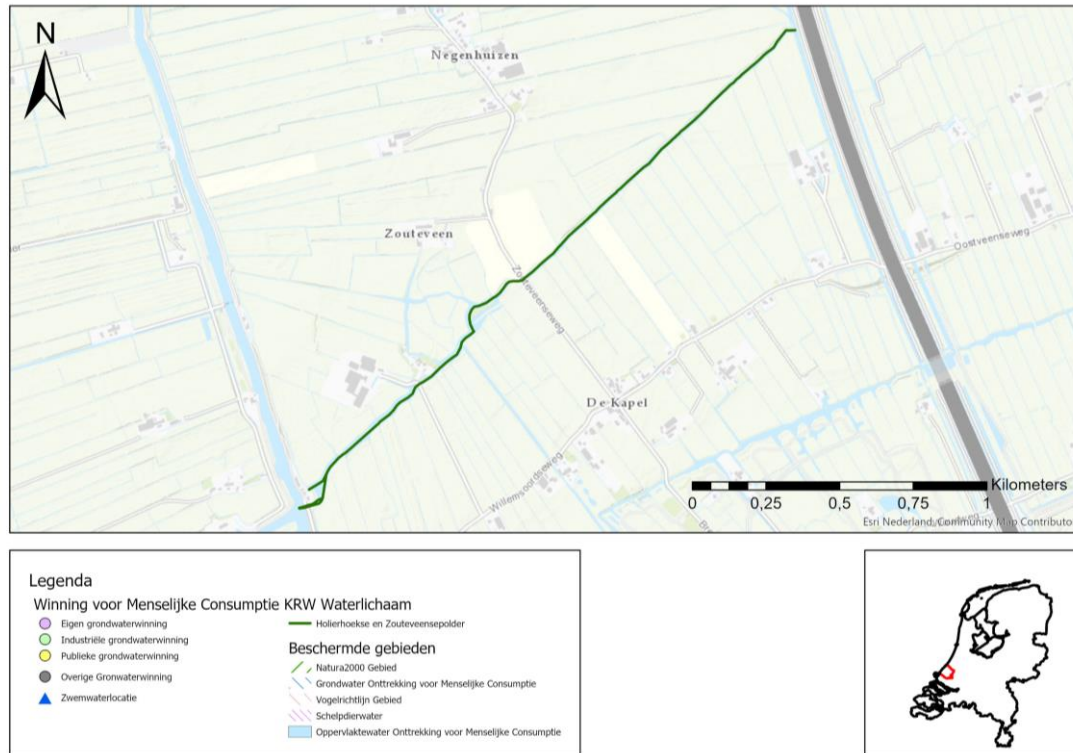 N
Negenhuizen
Zouteveen
Zouteveenseweg
Oostveenseweg
De Kapel
Willemoordseweg
Kilometers
0 0,25 0,5 0,75 1
Esri Nederland, Community Map Contributor
Legenda
Winning voor Menselijke Consumptie KRW Waterlichaam
Eigen grondwaterwinning
Industriële grondwaterwinning
Publieke grondwaterwinning
Overige Gronwaterwinning
Zwemwaterlocatie
Holierhoekse en Zouteveensepolder
Beschermde gebieden
Natura2000 Gebied
Grondwater Onttrekking voor Menselijke Consumptie
Vogelrichtlijn Gebied
Schelpdierwater
Oppervlaktewater Onttrekking voor Menselijke Consumptie